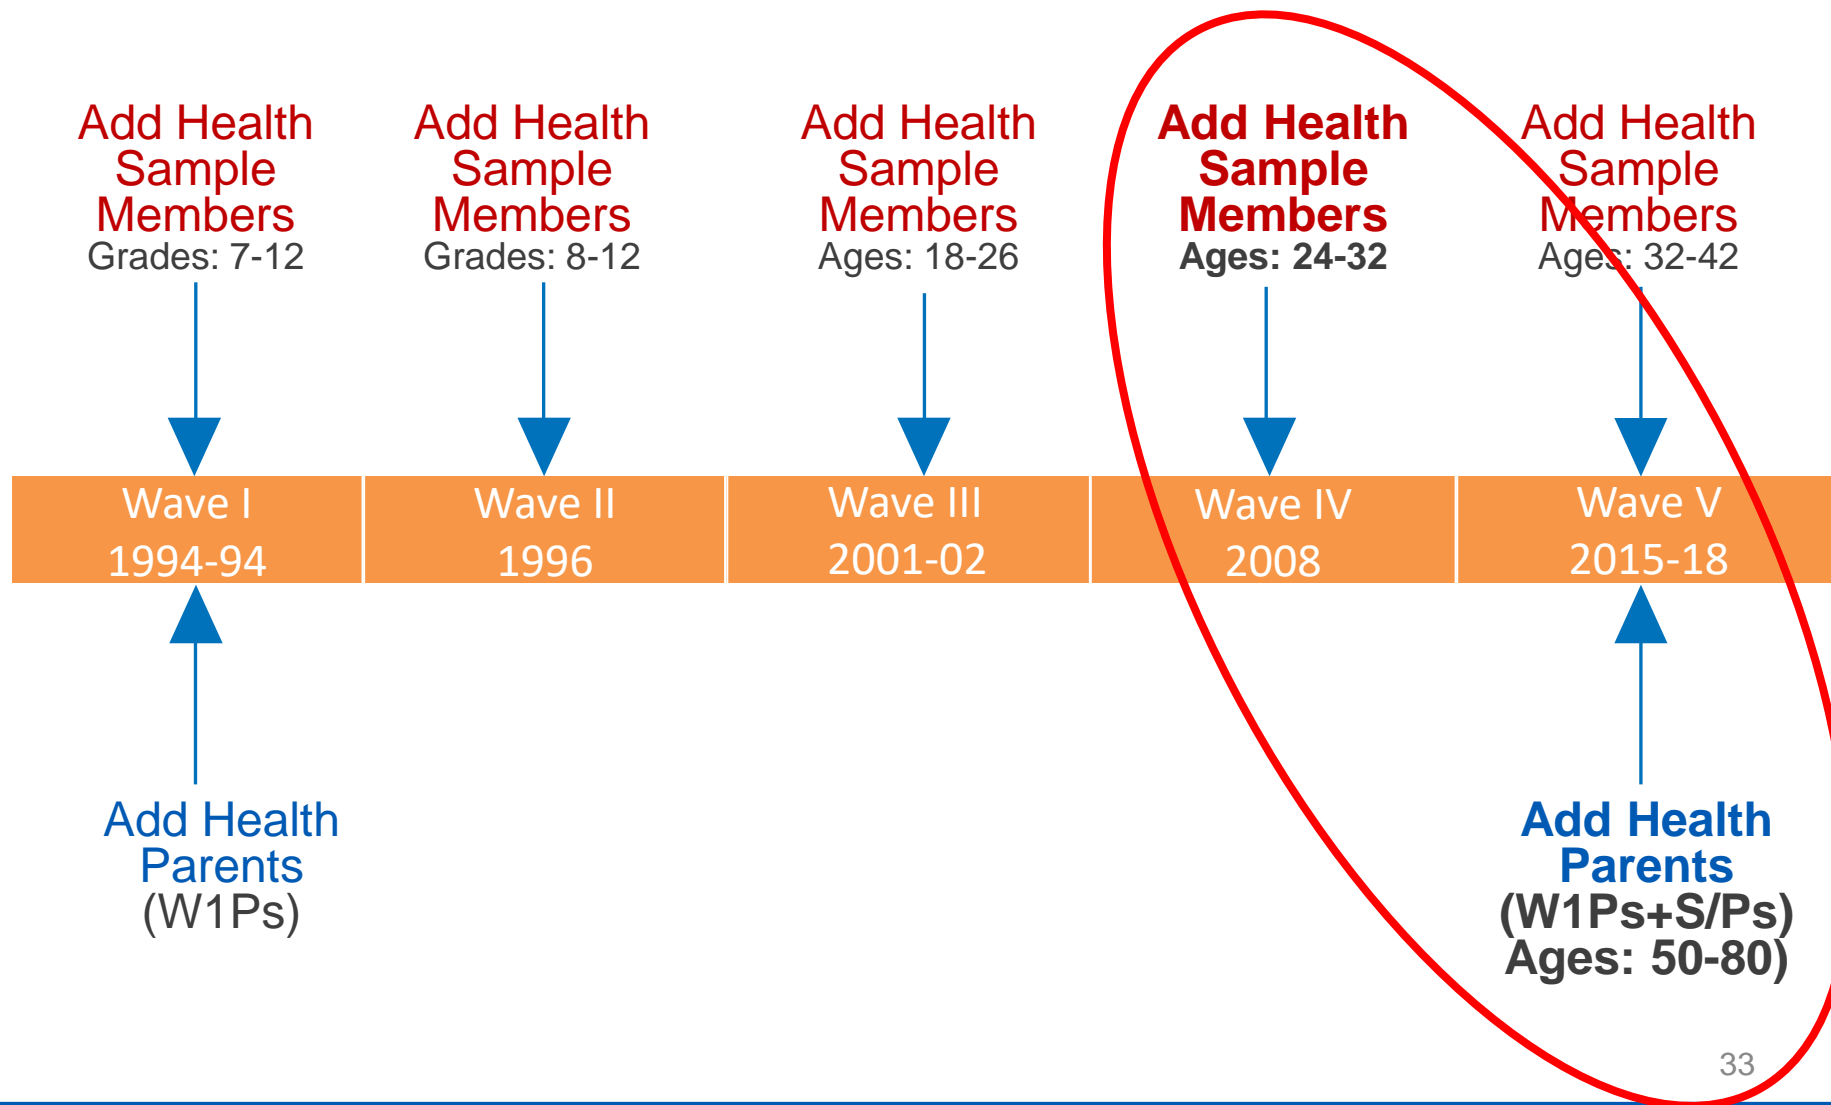 Add Health
Sample
Members
Grades: 7-12
Add Health
Sample
Members
Grades: 8-12
Add Health
Sample
Members
Ages: 18-26
Add Health
Sample
Members
Ages: 24-32
Add Health
Sample
Members
Ages: 32-42
Wave I
1994-94
Wave II
1996
Wave III
2001-02
Wave IV
2008
Wave V
2015-18
Add Health
Parents
(W1Ps)
Add Health
Parents
(W1Ps+S/Ps)
Ages: 50-80)
33